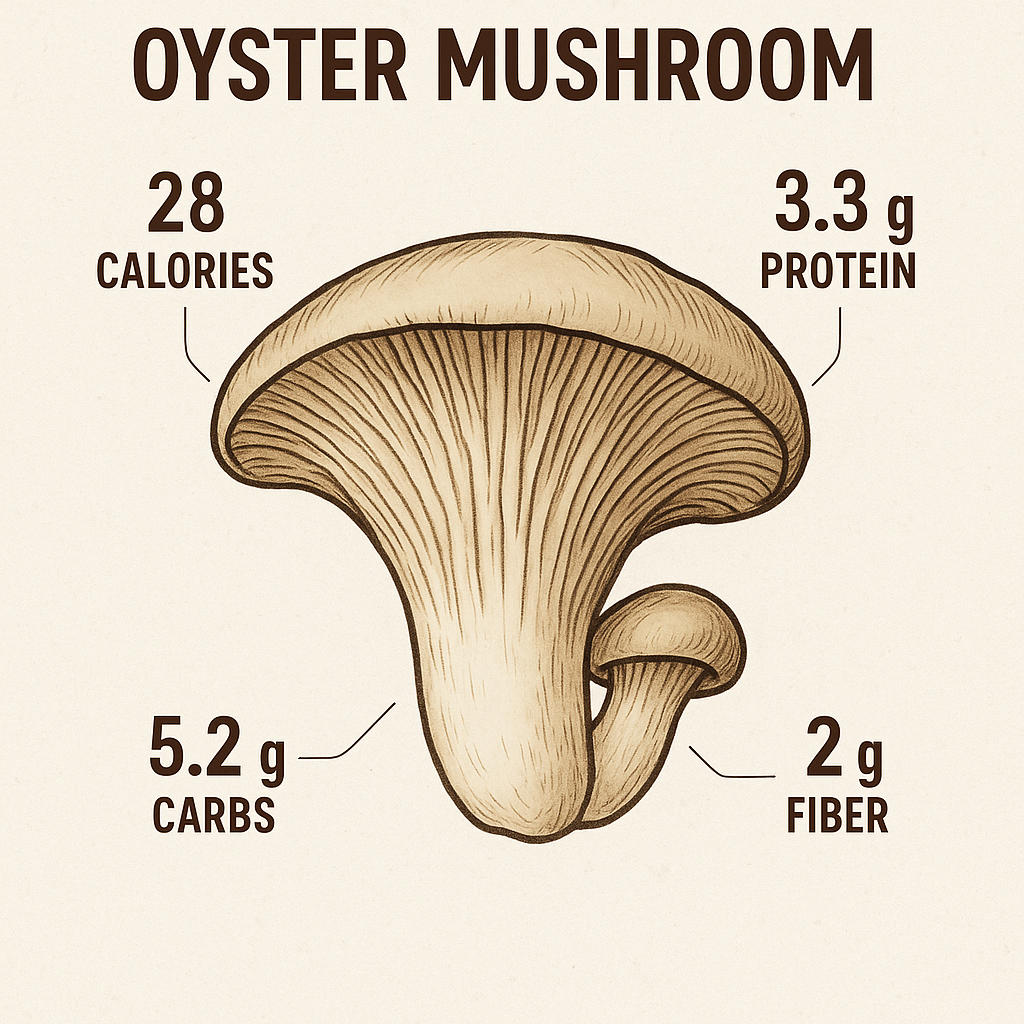 OYSTER MUSHROOM
28
CALORIES
3.3 g
PROTEIN
5.2 g
CARBS
2 g
FIBER